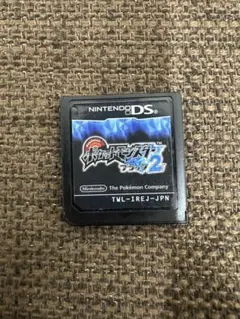 NINTENDO DS
ポケットモンスター
ブラック2
Nintendo The Pokémon Company
TWL-IREJ-JPN